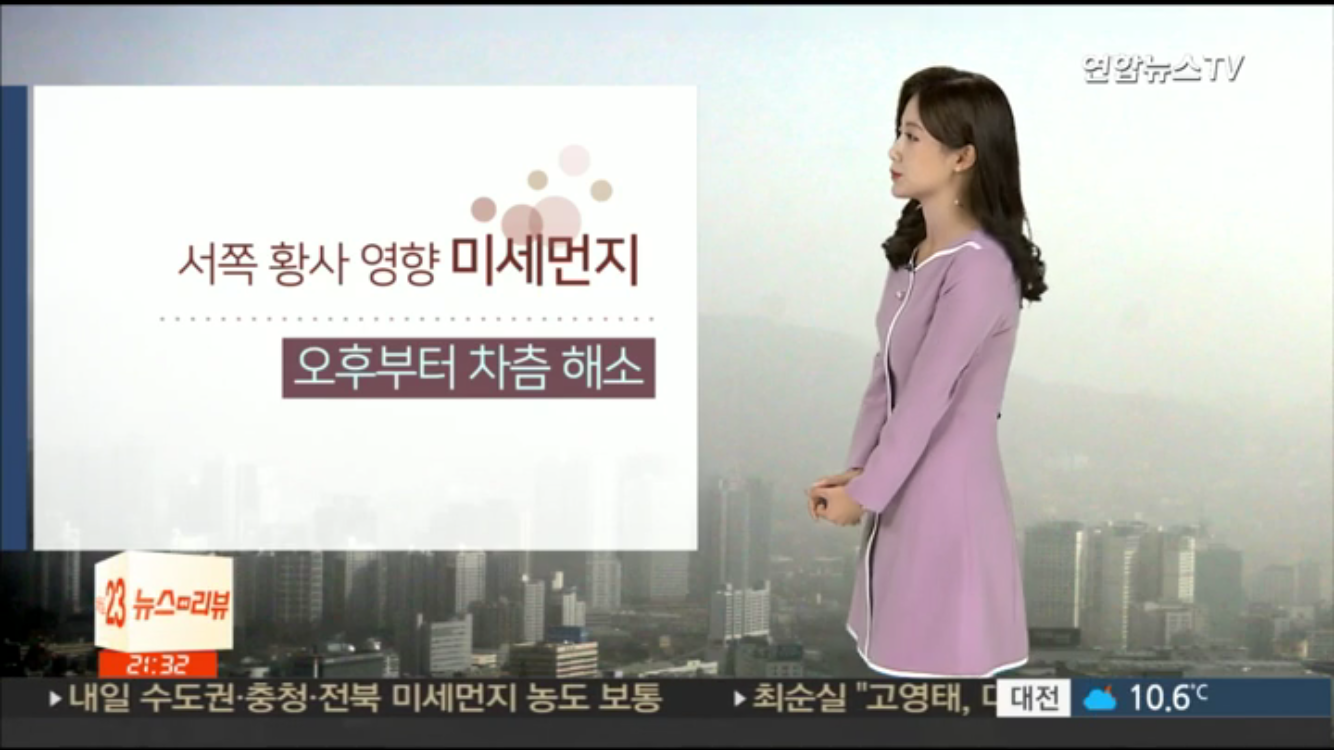 연합뉴스TV
서쪽 황사 영향 미세먼지
오후부터 차츰 해소
23 뉴스리뷰
21:32
내일 수도권·충청·전북 미세먼지 농도 보통
최순실 "고영태,
대전 10.6℃